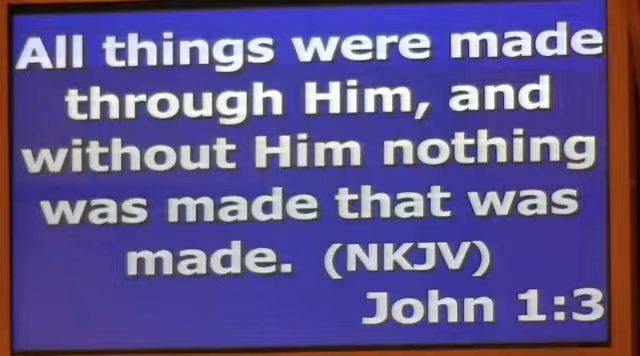 All things were made
through Him, and
without Him nothing
was made that was
made. (NKJV)
John 1:3